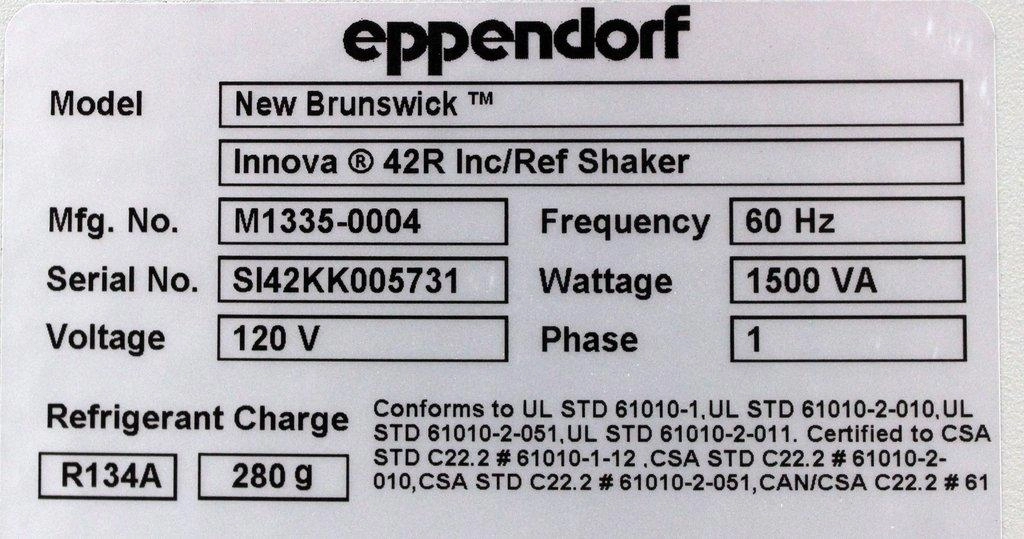 eppendorf
Model New Brunswick ™
Innova ® 42R Inc/Ref Shaker
Mfg. No. M1335-0004 Frequency 60 Hz
Serial No. SI42KK005731 Wattage 1500 VA
Voltage 120 V Phase 1
Refrigerant Charge
R134A 280 g
Conforms to UL STD 61010-1,UL STD 61010-2-010,UL
STD 61010-2-051,UL STD 61010-2-011. Certified to CSA
STD C22.2 # 61010-1-12 ,CSA STD C22.2 # 61010-2-
010,CSA STD C22.2 # 61010-2-051,CAN/CSA C22.2 # 61